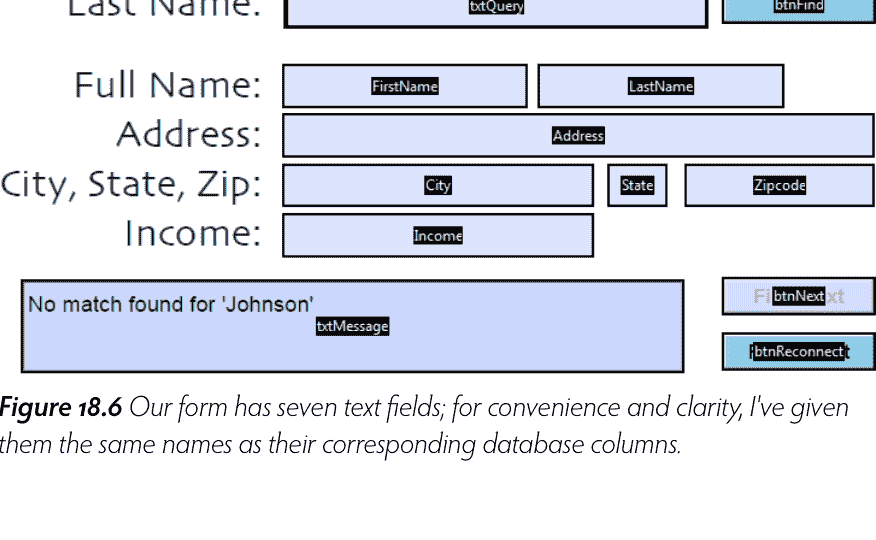 Last Name: txtQuery btnFind
Full Name: FirstName LastName
Address: Address
City, State, Zip: City State Zipcode
Income: Income
No match found for 'Johnson'
txtMessage
btnNext
btnReconnect
Figure 18.6 Our form has seven text fields; for convenience and clarity, I've given
them the same names as their corresponding database columns.